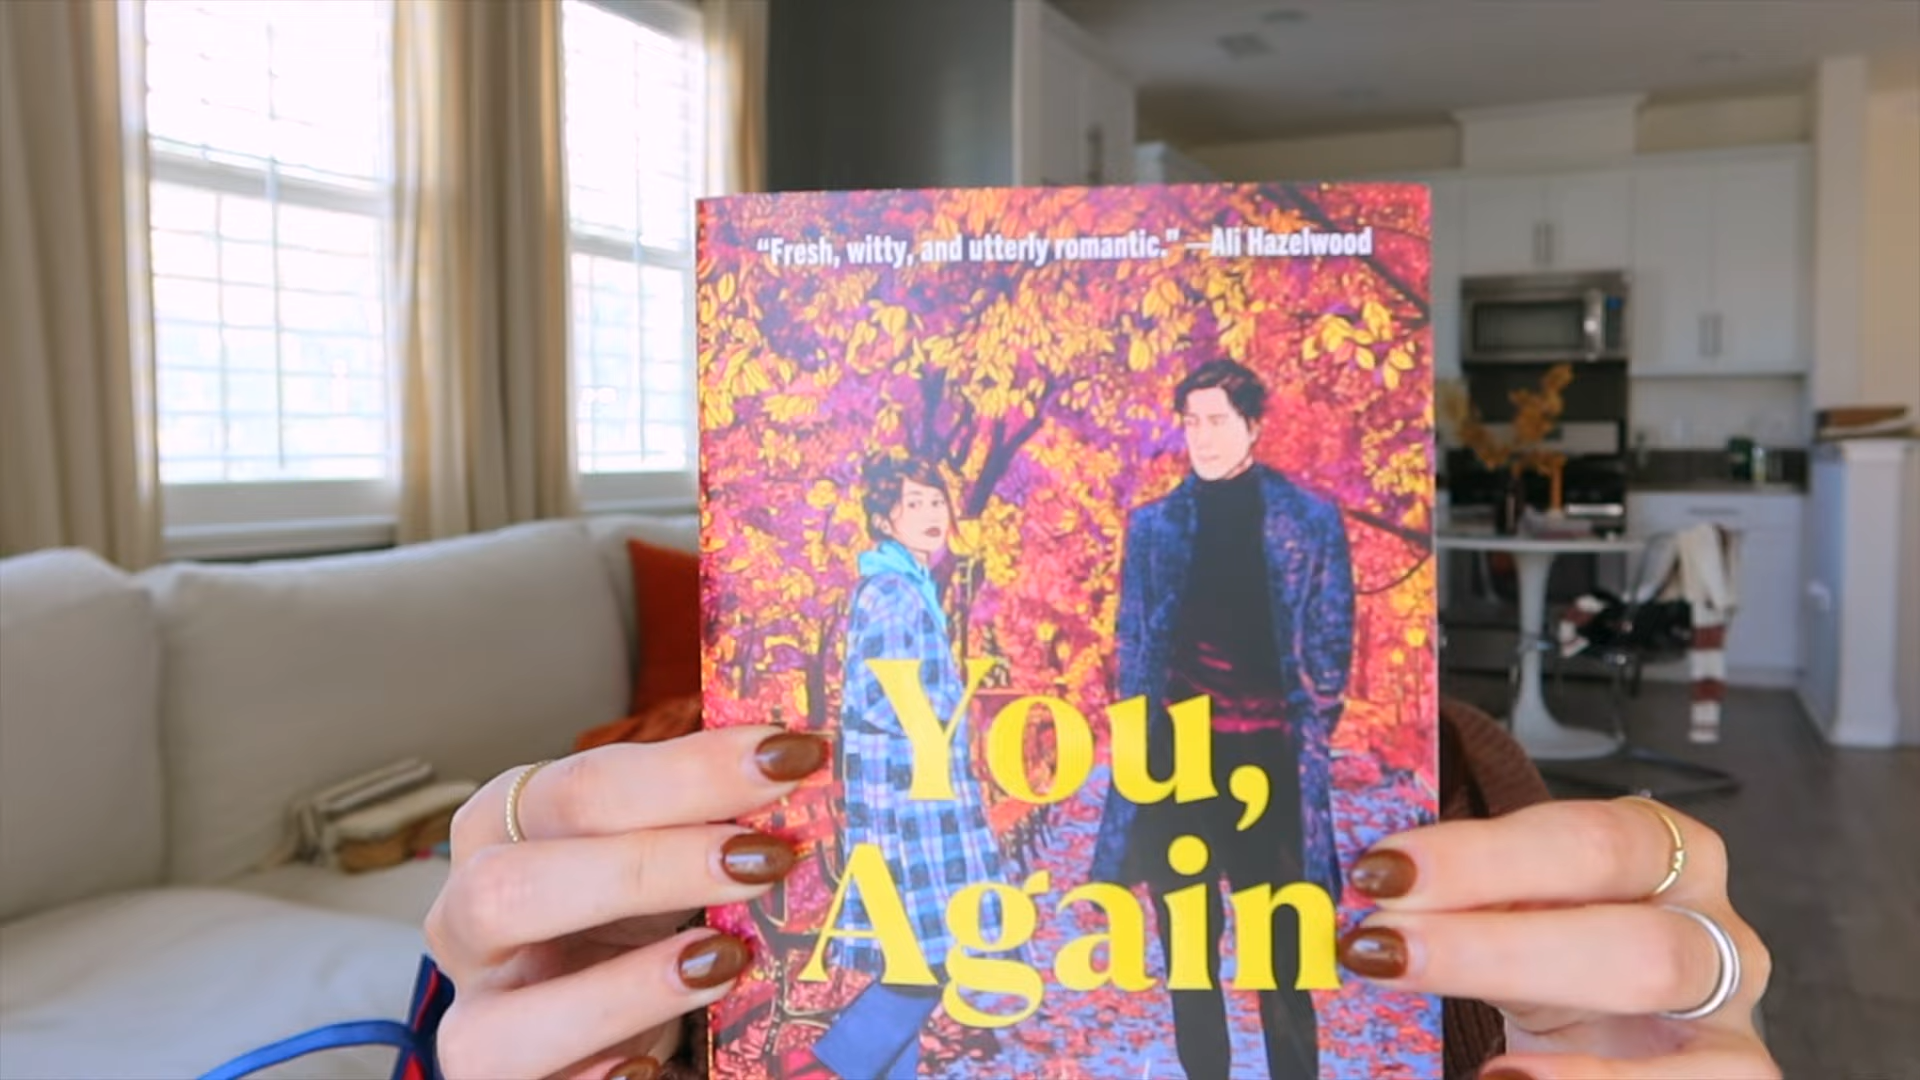 “Fresh, witty, and utterly romantic.” —Ali Hazelwood
You,
Again